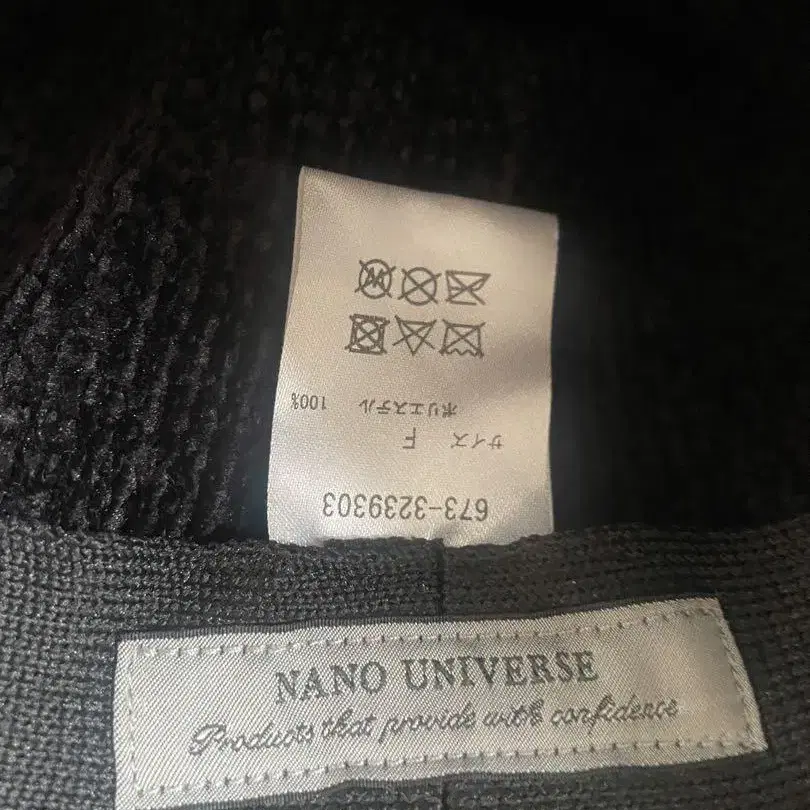 673-3239303
サイズ F
ポリエステル 100%
W
NANO UNIVERSE
Products that provide with confidence